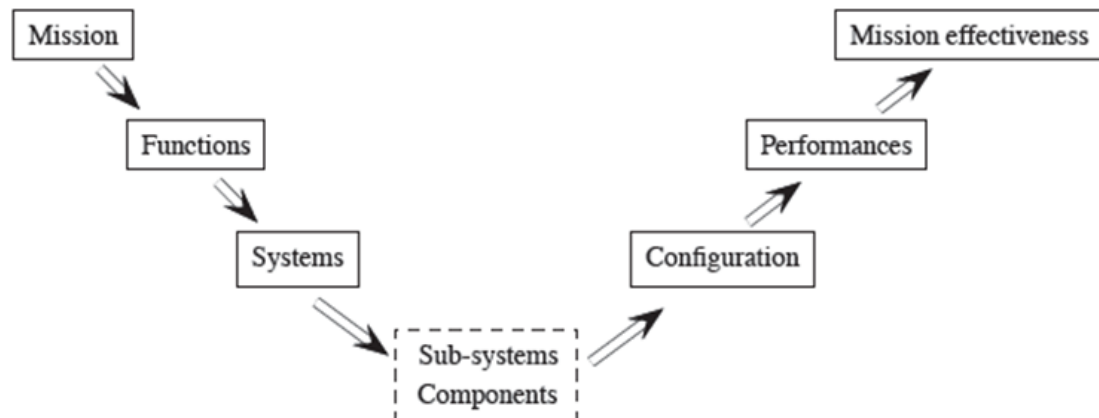 Mission
Functions
Systems
Sub-systems
Components
Configuration
Performances
Mission effectiveness